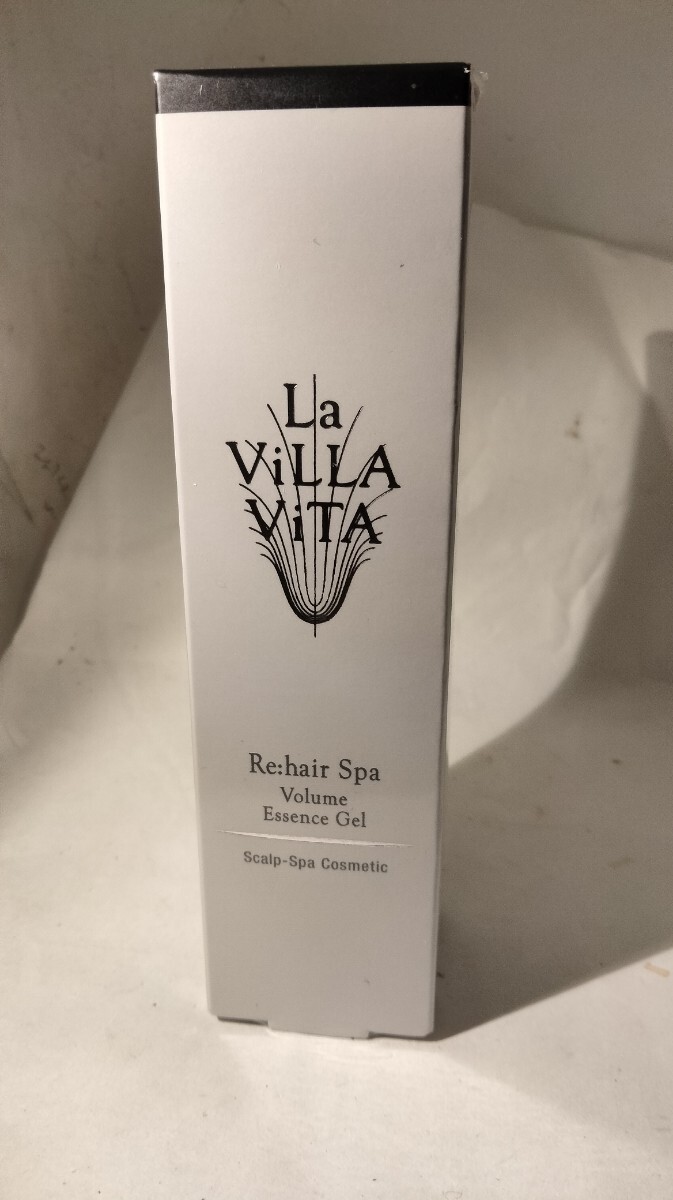 La
ViLLA
ViTA
Re:hair Spa
Volume
Essence Gel
Scalp-Spa Cosmetic